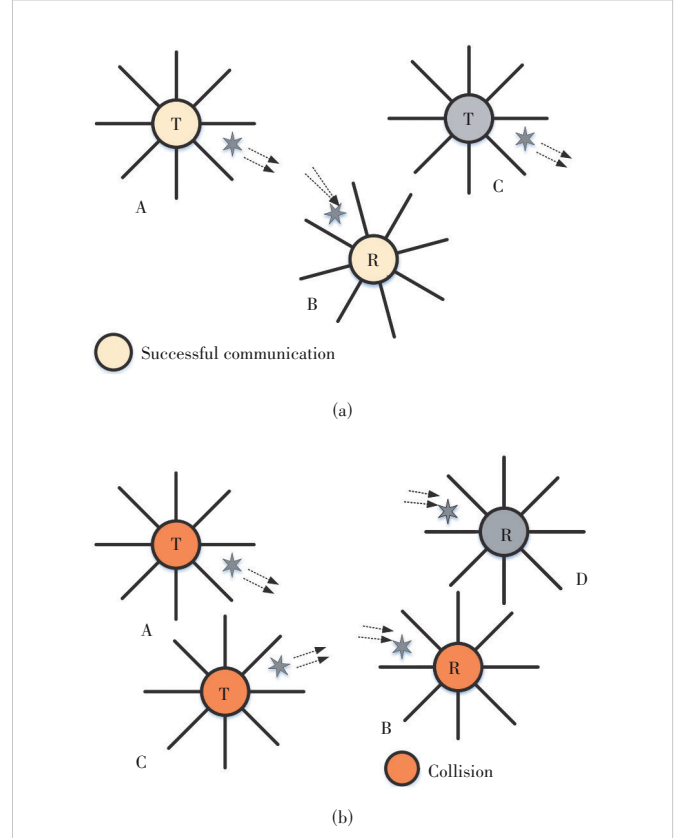 T
T
A
C
R
B
Successful communication
(a)
T
R
A
D
T
R
C
B
Collision
(b)